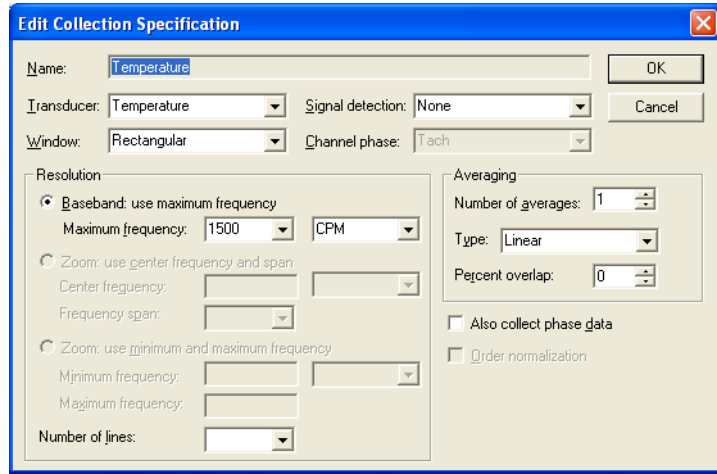 Edit Collection Specification
Name: Temperature
OK
Transducer: Temperature
Signal detection: None
Cancel
Window: Rectangular
Channel phase: Tach
Resolution
Baseband: use maximum frequency
Maximum frequency: 1500 CPM
Zoom: use center frequency and span
Center frequency:
Frequency span:
Zoom: use minimum and maximum frequency
Minimum frequency:
Maximum frequency:
Number of lines:
Averaging
Number of averages: 1
Type: Linear
Percent overlap: 0
Also collect phase data
Order normalization